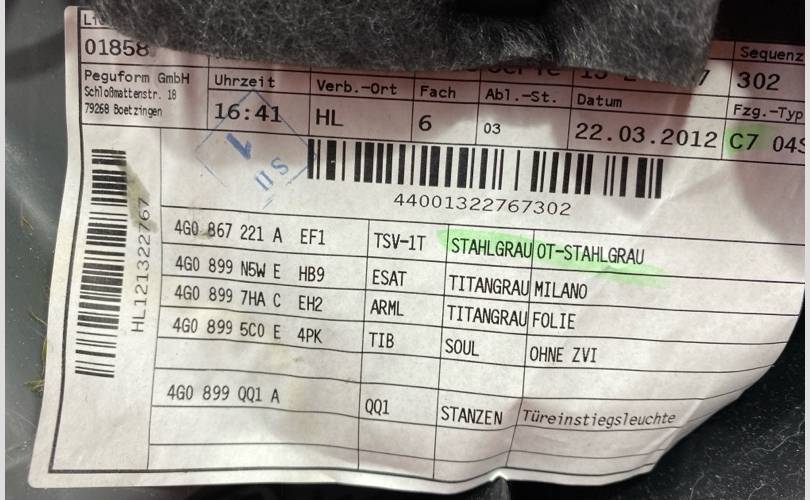 01858
Sequenz
302
Peguform GmbH
Schloßmattenstr. 18
79268 Boetzingen
Uhrzeit
16:41
Verb.-Ort
HL
Fach
6
Abl.-St.
03
Datum
22.03.2012
Fzg.-Typ
C7 04S
44001322767302
HL121322767
4G0 867 221 A EF1 TSV-1T STAHLGRAU OT-STAHLGRAU
4G0 899 N5W E HB9 ESAT TITANGRAU MILANO
4G0 899 7HA C EH2 ARML TITANGRAU FOLIE
4G0 899 5C0 E 4PK TIB SOUL OHNE ZVI
4G0 899 QQ1 A QQ1 STANZEN Türeinstiegsleuchte